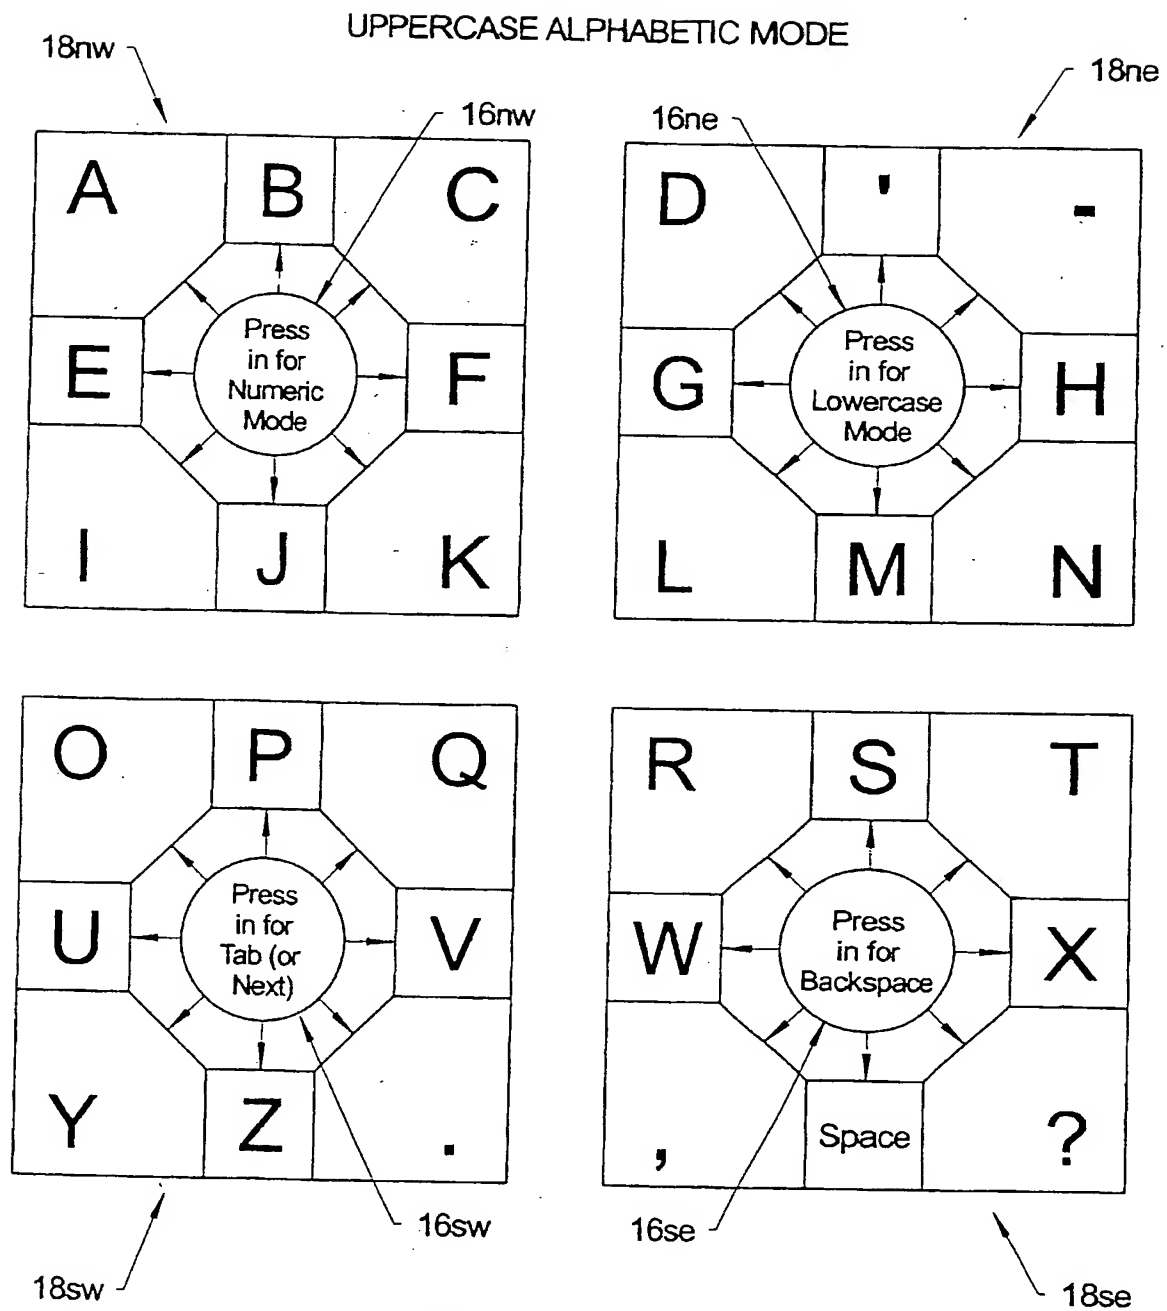 UPPERCASE ALPHABETIC MODE
18nw
16nw
16ne
18ne
A B C
E
Press
in for
Numeric
Mode
F
I J K
D ' -
G
Press
in for
Lowercase
Mode
H
L M N
O P Q
U
Press
in for
Tab (or
Next)
V
Y Z .
R S T
W
Press
in for
Backspace
X
, Space ?
18sw
16sw
16se
18se